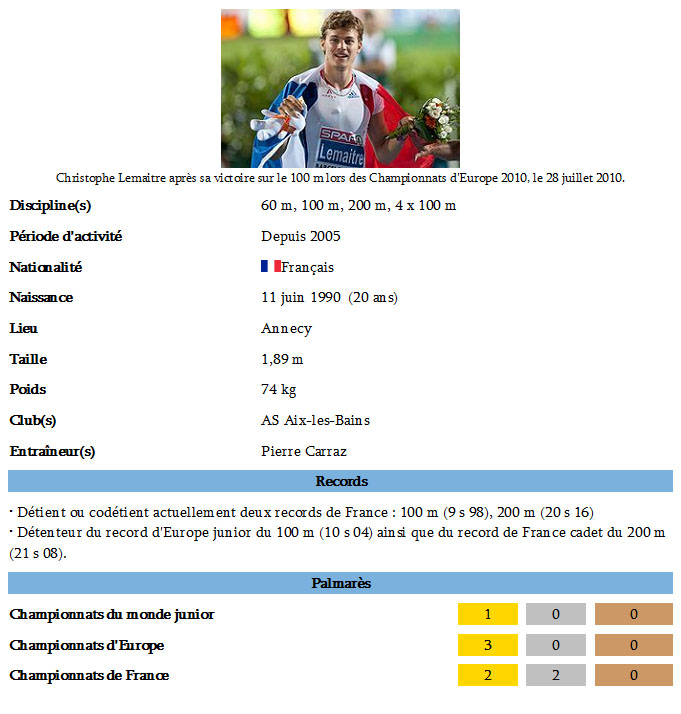 SPAR
Lemaitre
BARCELONA
Christophe Lemaitre après sa victoire sur le 100 m lors des Championnats d'Europe 2010, le 28 juillet 2010.
Discipline(s) 60 m, 100 m, 200 m, 4 x 100 m
Période d'activité Depuis 2005
Nationalité Français
Naissance 11 juin 1990 (20 ans)
Lieu Annecy
Taille 1,89 m
Poids 74 kg
Club(s) AS Aix-les-Bains
Entraîneur(s) Pierre Carraz
Records
· Détient ou codétient actuellement deux records de France : 100 m (9 s 98), 200 m (20 s 16)
· Détenteur du record d'Europe junior du 100 m (10 s 04) ainsi que du record de France cadet du 200 m
(21 s 08).
Palmarès
Championnats du monde junior 1 0 0
Championnats d'Europe 3 0 0
Championnats de France 2 2 0